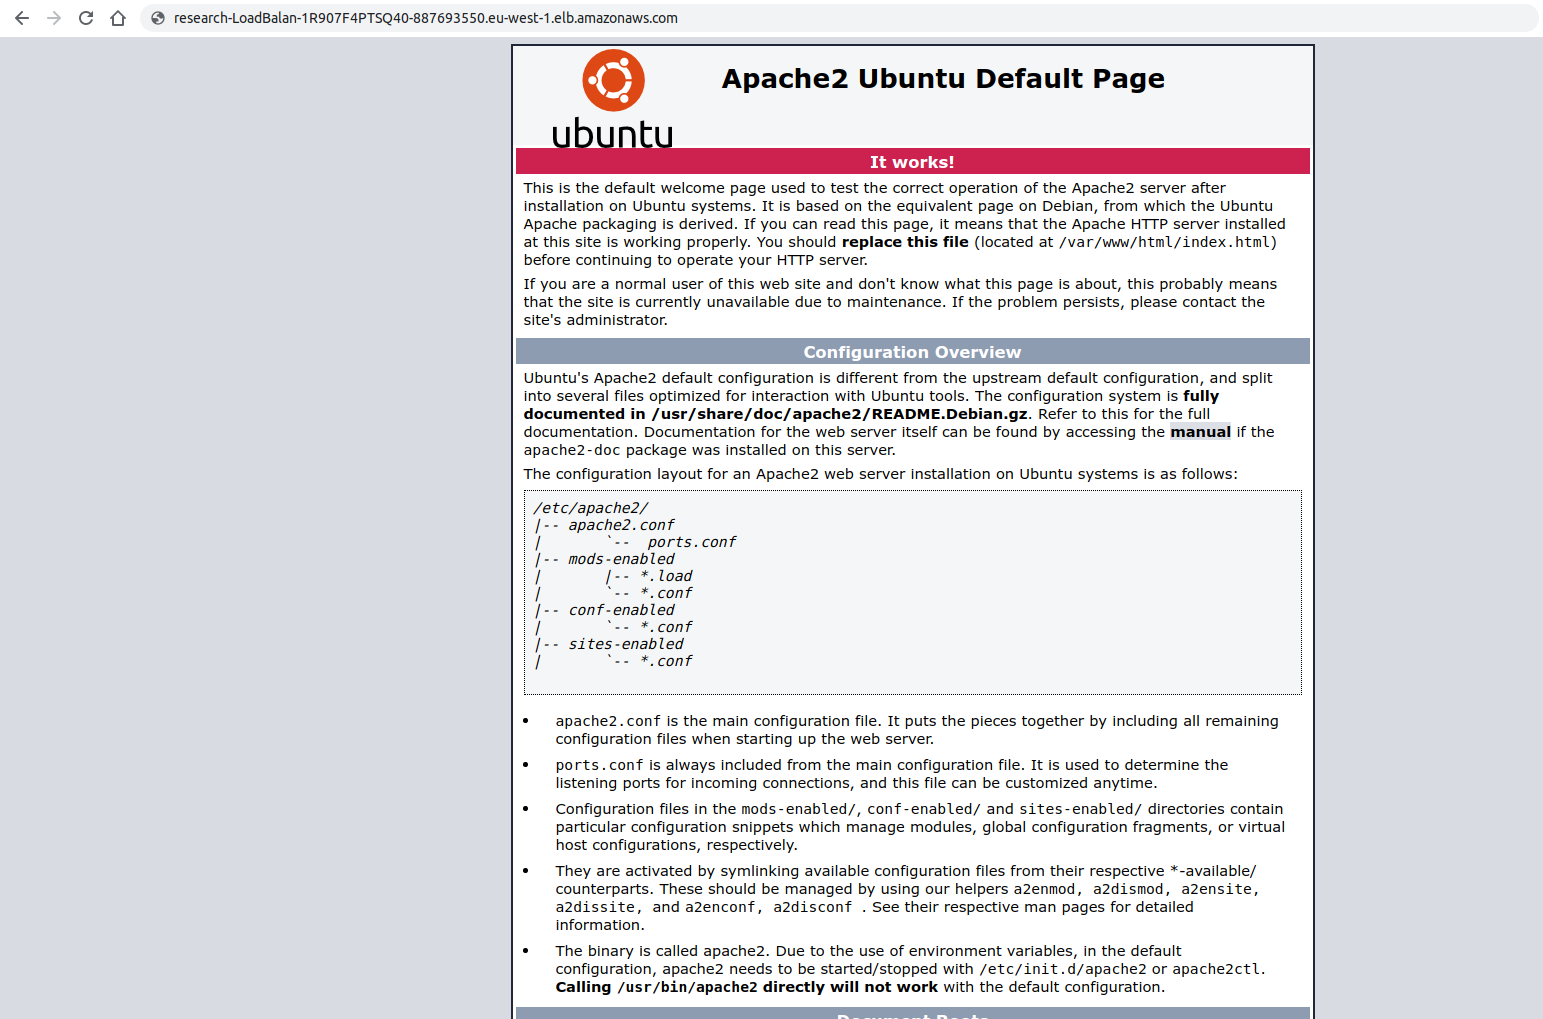 research-LoadBalan-1R907F4PTSQ40-887693550.eu-west-1.elb.amazonaws.com
ubuntu
Apache2 Ubuntu Default Page
It works!
This is the default welcome page used to test the correct operation of the Apache2 server after
installation on Ubuntu systems. It is based on the equivalent page on Debian, from which the Ubuntu
Apache packaging is derived. If you can read this page, it means that the Apache HTTP server installed
at this site is working properly. You should replace this file (located at /var/www/html/index.html)
before continuing to operate your HTTP server.
If you are a normal user of this web site and don't know what this page is about, this probably means
that the site is currently unavailable due to maintenance. If the problem persists, please contact the
site's administrator.
Configuration Overview
Ubuntu's Apache2 default configuration is different from the upstream default configuration, and split
into several files optimized for interaction with Ubuntu tools. The configuration system is fully
documented in /usr/share/doc/apache2/README.Debian.gz. Refer to this for the full
documentation. Documentation for the web server itself can be found by accessing the manual if the
apache2-doc package was installed on this server.
The configuration layout for an Apache2 web server installation on Ubuntu systems is as follows:
/etc/apache2/
|-- apache2.conf
|       `--  ports.conf
|-- mods-enabled
|       |-- *.load
|       `-- *.conf
|-- conf-enabled
|       `-- *.conf
|-- sites-enabled
|       `-- *.conf
• apache2.conf is the main configuration file. It puts the pieces together by including all remaining
configuration files when starting up the web server.
• ports.conf is always included from the main configuration file. It is used to determine the
listening ports for incoming connections, and this file can be customized anytime.
• Configuration files in the mods-enabled/, conf-enabled/ and sites-enabled/ directories contain
particular configuration snippets which manage modules, global configuration fragments, or virtual
host configurations, respectively.
• They are activated by symlinking available configuration files from their respective *-available/
counterparts. These should be managed by using our helpers a2enmod, a2dismod, a2ensite,
a2dissite, and a2enconf, a2disconf . See their respective man pages for detailed
information.
• The binary is called apache2. Due to the use of environment variables, in the default
configuration, apache2 needs to be started/stopped with /etc/init.d/apache2 or apache2ctl.
Calling /usr/bin/apache2 directly will not work with the default configuration.
Document Roots